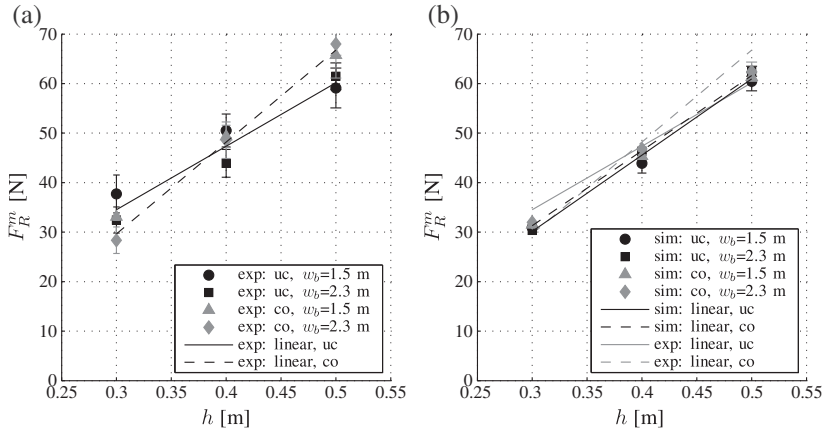 (a)
70
60
50
40
30
20
10
0
F_R^m [N]
0.25 0.3 0.35 0.4 0.45 0.5 0.55
h [m]
exp: uc, w_b=1.5 m
exp: uc, w_b=2.3 m
exp: co, w_b=1.5 m
exp: co, w_b=2.3 m
exp: linear, uc
exp: linear, co
(b)
70
60
50
40
30
20
10
0
F_R^m [N]
0.25 0.3 0.35 0.4 0.45 0.5 0.55
h [m]
sim: uc, w_b=1.5 m
sim: uc, w_b=2.3 m
sim: co, w_b=1.5 m
sim: co, w_b=2.3 m
sim: linear, uc
sim: linear, co
exp: linear, uc
exp: linear, co